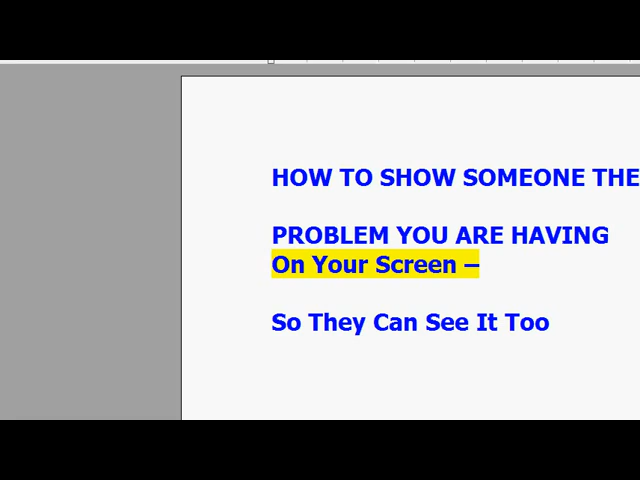 HOW TO SHOW SOMEONE THE
PROBLEM YOU ARE HAVING
On Your Screen –
So They Can See It Too